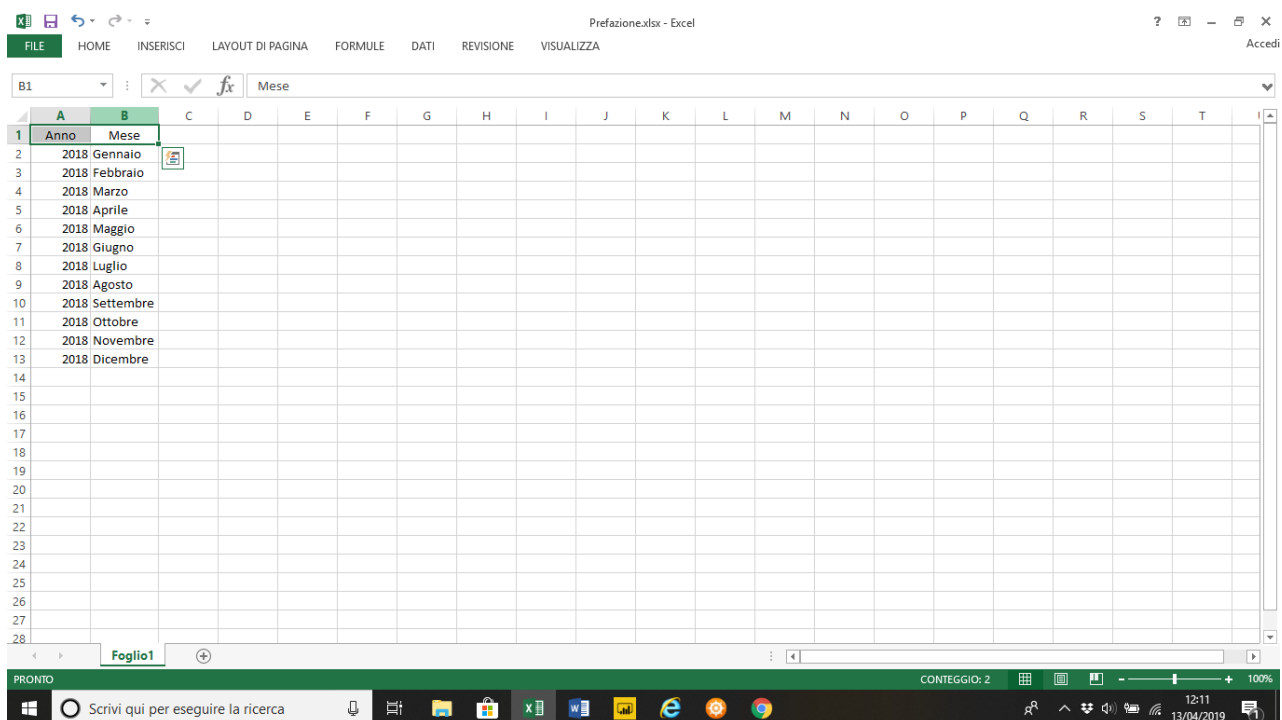 Prefazione.xlsx - Excel
?
FILE HOME INSERISCI LAYOUT DI PAGINA FORMULE DATI REVISIONE VISUALIZZA Accedi
B1 fx Mese
A B C D E F G H I J K L M N O P Q R S T
1 Anno Mese
2 2018 Gennaio
3 2018 Febbraio
4 2018 Marzo
5 2018 Aprile
6 2018 Maggio
7 2018 Giugno
8 2018 Luglio
9 2018 Agosto
10 2018 Settembre
11 2018 Ottobre
12 2018 Novembre
13 2018 Dicembre
14
15
16
17
18
19
20
21
22
23
24
25
26
27
28
Foglio1
PRONTO CONTEGGIO: 2 100%
Scrivi qui per eseguire la ricerca 12:11
13/04/2019